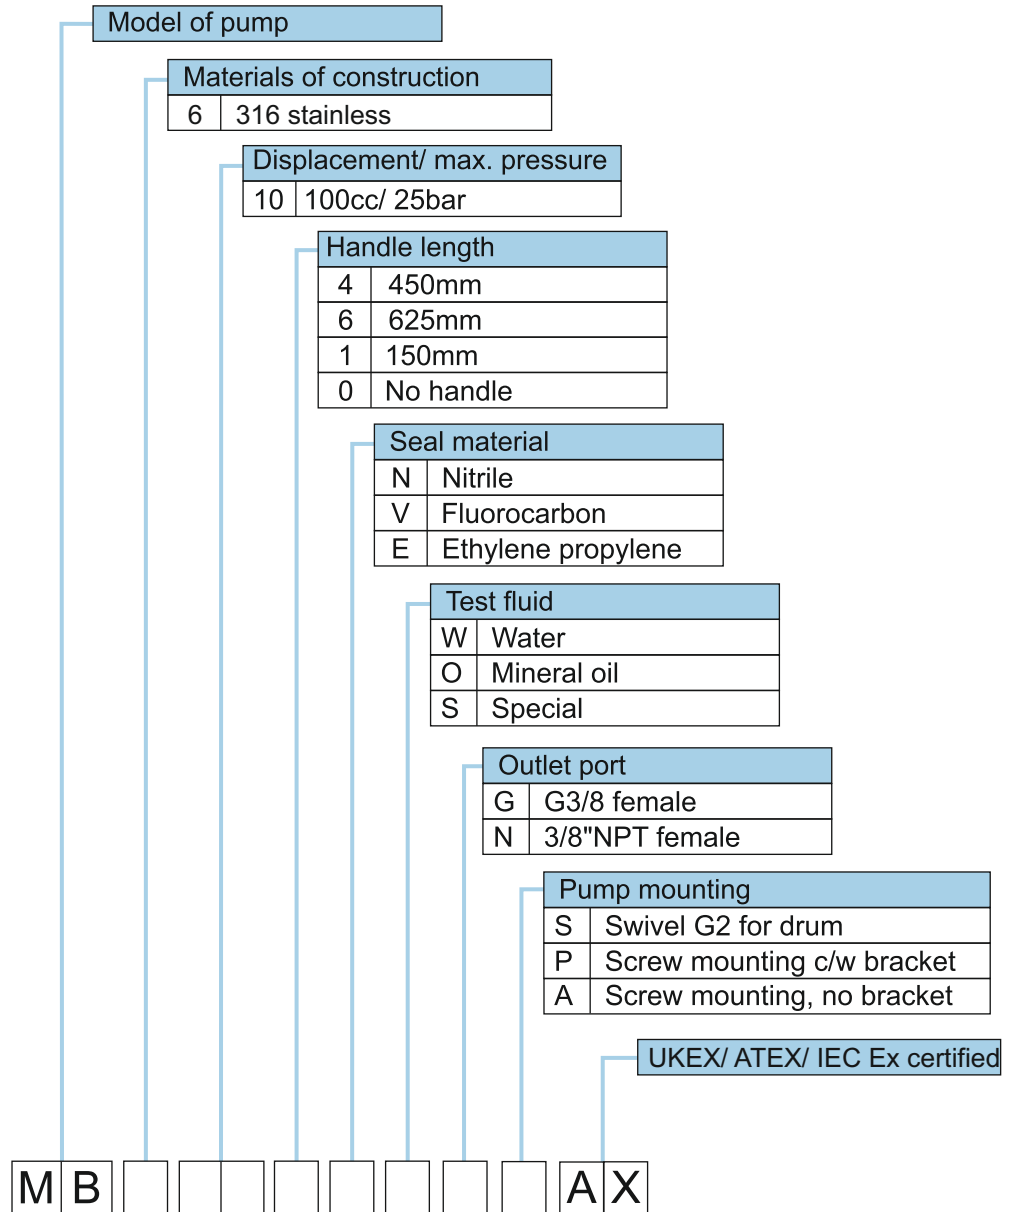 Model of pump
Materials of construction
6 316 stainless
Displacement/ max. pressure
10 100cc/ 25bar
Handle length
4 450mm
6 625mm
1 150mm
0 No handle
Seal material
N Nitrile
V Fluorocarbon
E Ethylene propylene
Test fluid
W Water
O Mineral oil
S Special
Outlet port
G G3/8 female
N 3/8"NPT female
Pump mounting
S Swivel G2 for drum
P Screw mounting c/w bracket
A Screw mounting, no bracket
UKEX/ ATEX/ IEC Ex certified
M B A X